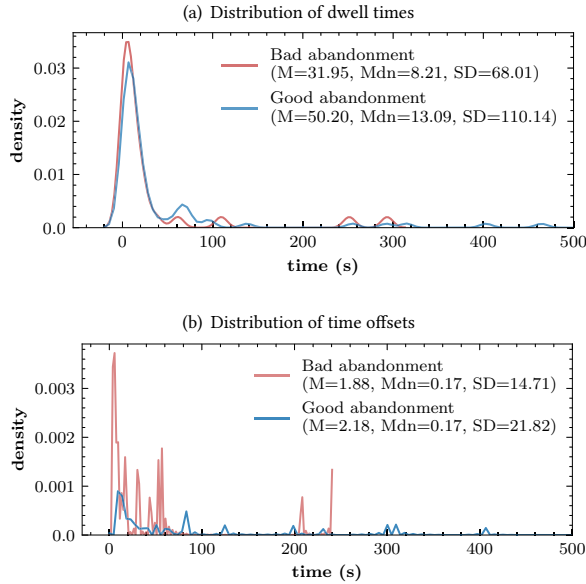 (a) Distribution of dwell times
Bad abandonment
(M=31.95, Mdn=8.21, SD=68.01)
Good abandonment
(M=50.20, Mdn=13.09, SD=110.14)
density
0.03
0.02
0.01
0.0
0 100 200 300 400 500
time (s)
(b) Distribution of time offsets
Bad abandonment
(M=1.88, Mdn=0.17, SD=14.71)
Good abandonment
(M=2.18, Mdn=0.17, SD=21.82)
density
0.003
0.002
0.001
0.0
0 100 200 300 400 500
time (s)